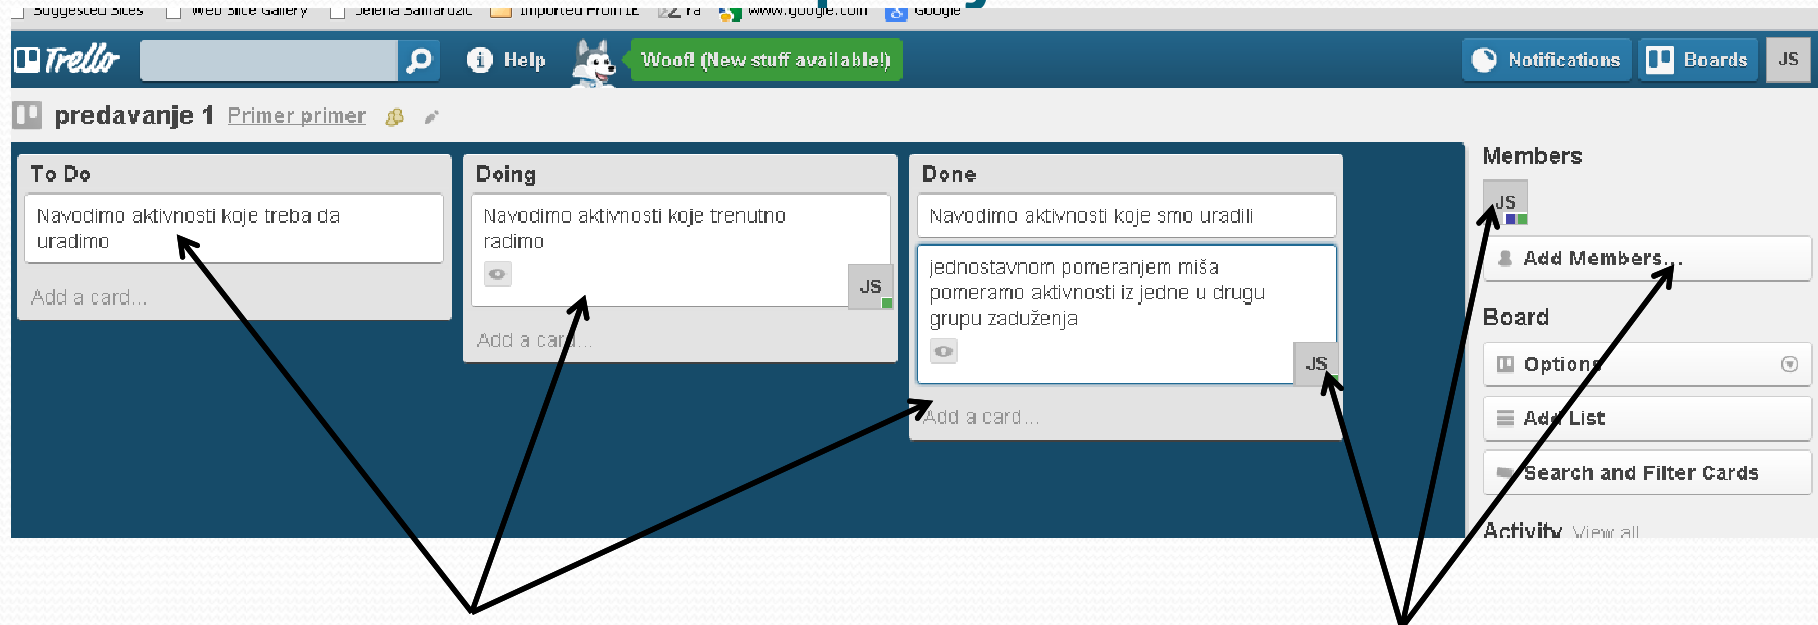 Suggested Sites Web Slice Gallery Jelena Samardzic Imported From IE www.google.com Google
Trello Help Woof! (New stuff available!) Notifications Boards JS
predavanje 1 Primer primer
To Do
Navodimo aktivnosti koje treba da
uradimo
Add a card...
Doing
Navodimo aktivnosti koje trenutno
radimo
JS
Add a card...
Done
Navodimo aktivnosti koje smo uradili
jednostavnom pomeranjem miša
pomeramo aktivnosti iz jedne u drugu
grupu zaduženja
JS
Add a card...
Members
JS
Add Members...
Board
Options
Add List
Search and Filter Cards
Activity View all